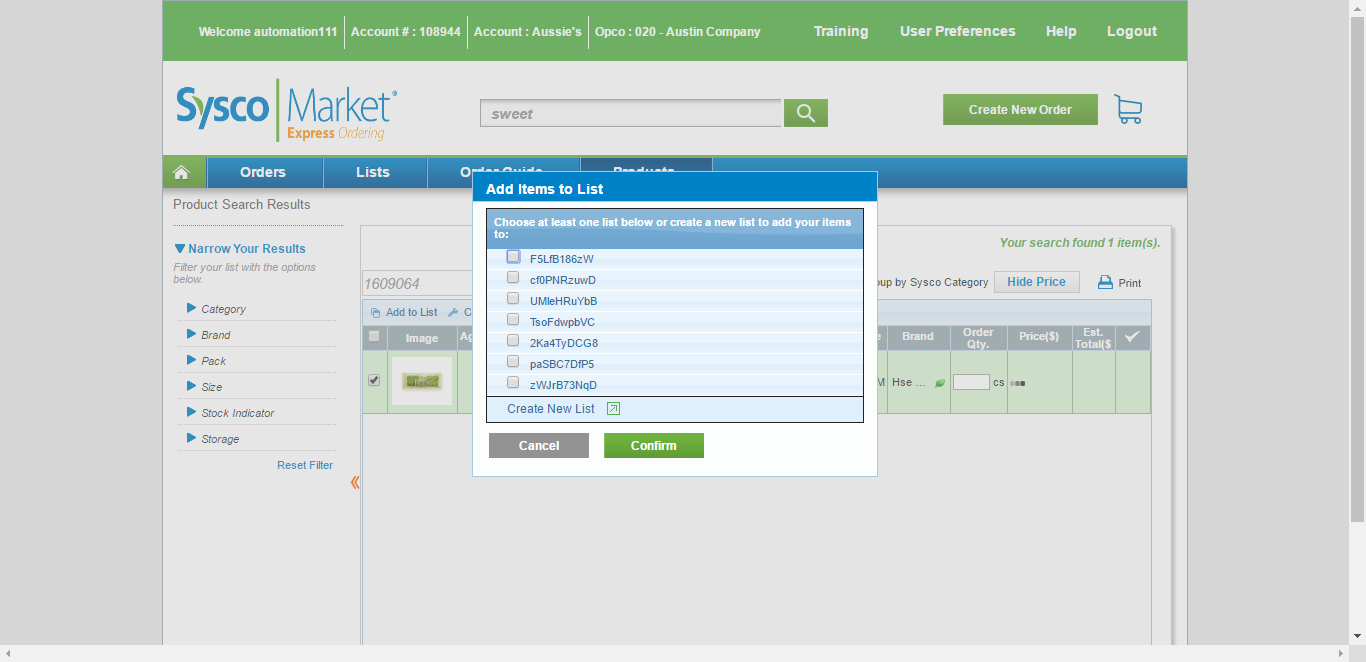 Welcome automation111 Account # : 108944 Account : Aussie's Opco : 020 - Austin Company Training User Preferences Help Logout
Sysco Market® Express Ordering
sweet
Create New Order
Orders Lists Order Guide Products
Product Search Results
Narrow Your Results
Filter your list with the options
below.
Category
Brand
Pack
Size
Stock Indicator
Storage
Reset Filter
Your search found 1 item(s).
1609064
by Sysco Category Hide Price Print
Add to List
Image Brand Order Qty. Price($) Est. Total($
Hse ... cs
Add Items to List
Choose at least one list below or create a new list to add your items
to:
F5LfB186zW
cf0PNRzuwD
UMleHRuYbB
TsoFdwpbVC
2Ka4TyDCG8
paSBC7DfP5
zWJrB73NqD
Create New List
Cancel Confirm